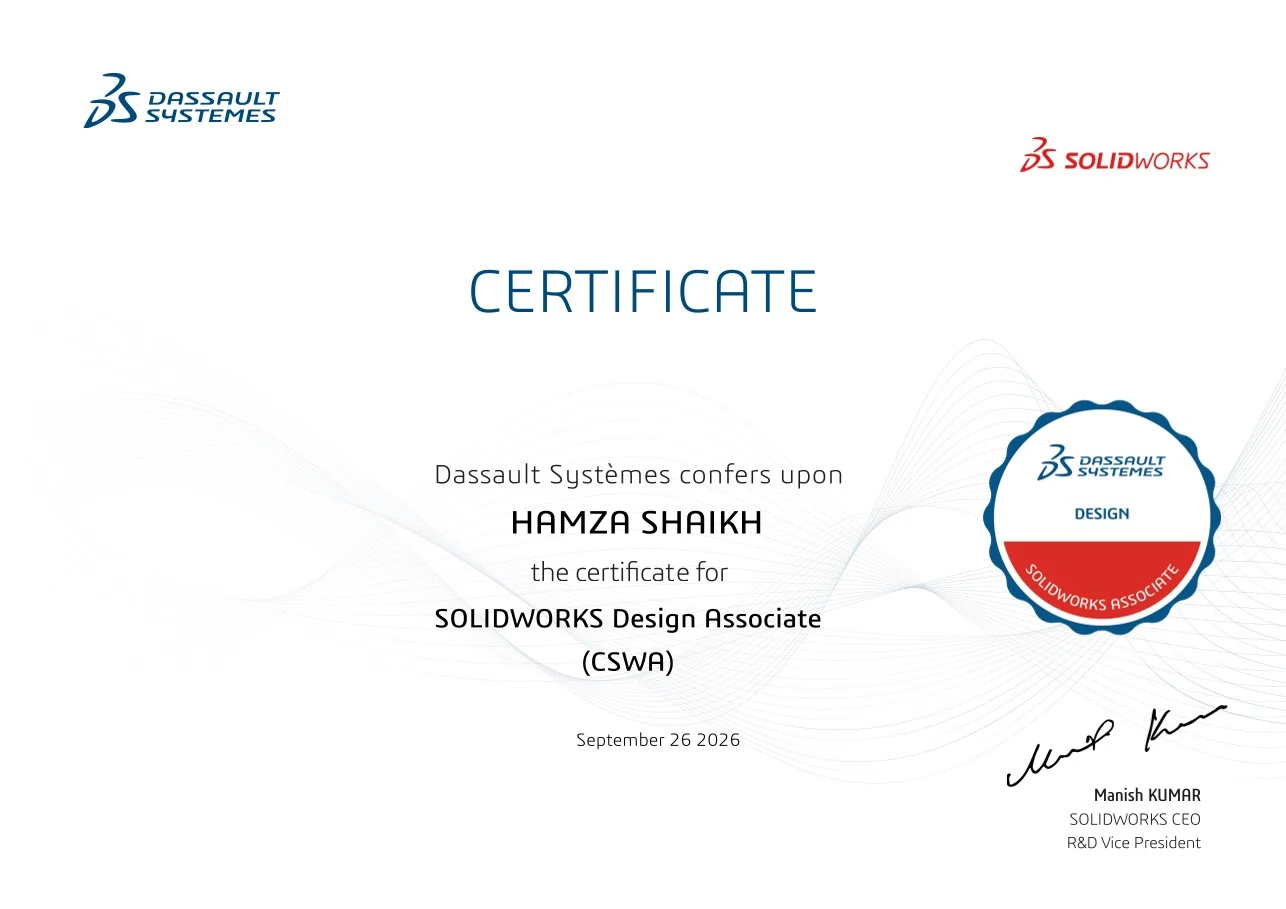 DASSAULT
SYSTEMES
SOLIDWORKS
CERTIFICATE
Dassault Systèmes confers upon
HAMZA SHAIKH
the certificate for
SOLIDWORKS Design Associate
(CSWA)
September 26 2026
DASSAULT
SYSTEMES
DESIGN
SOLIDWORKS ASSOCIATE
Manish KUMAR
SOLIDWORKS CEO
R&D Vice President